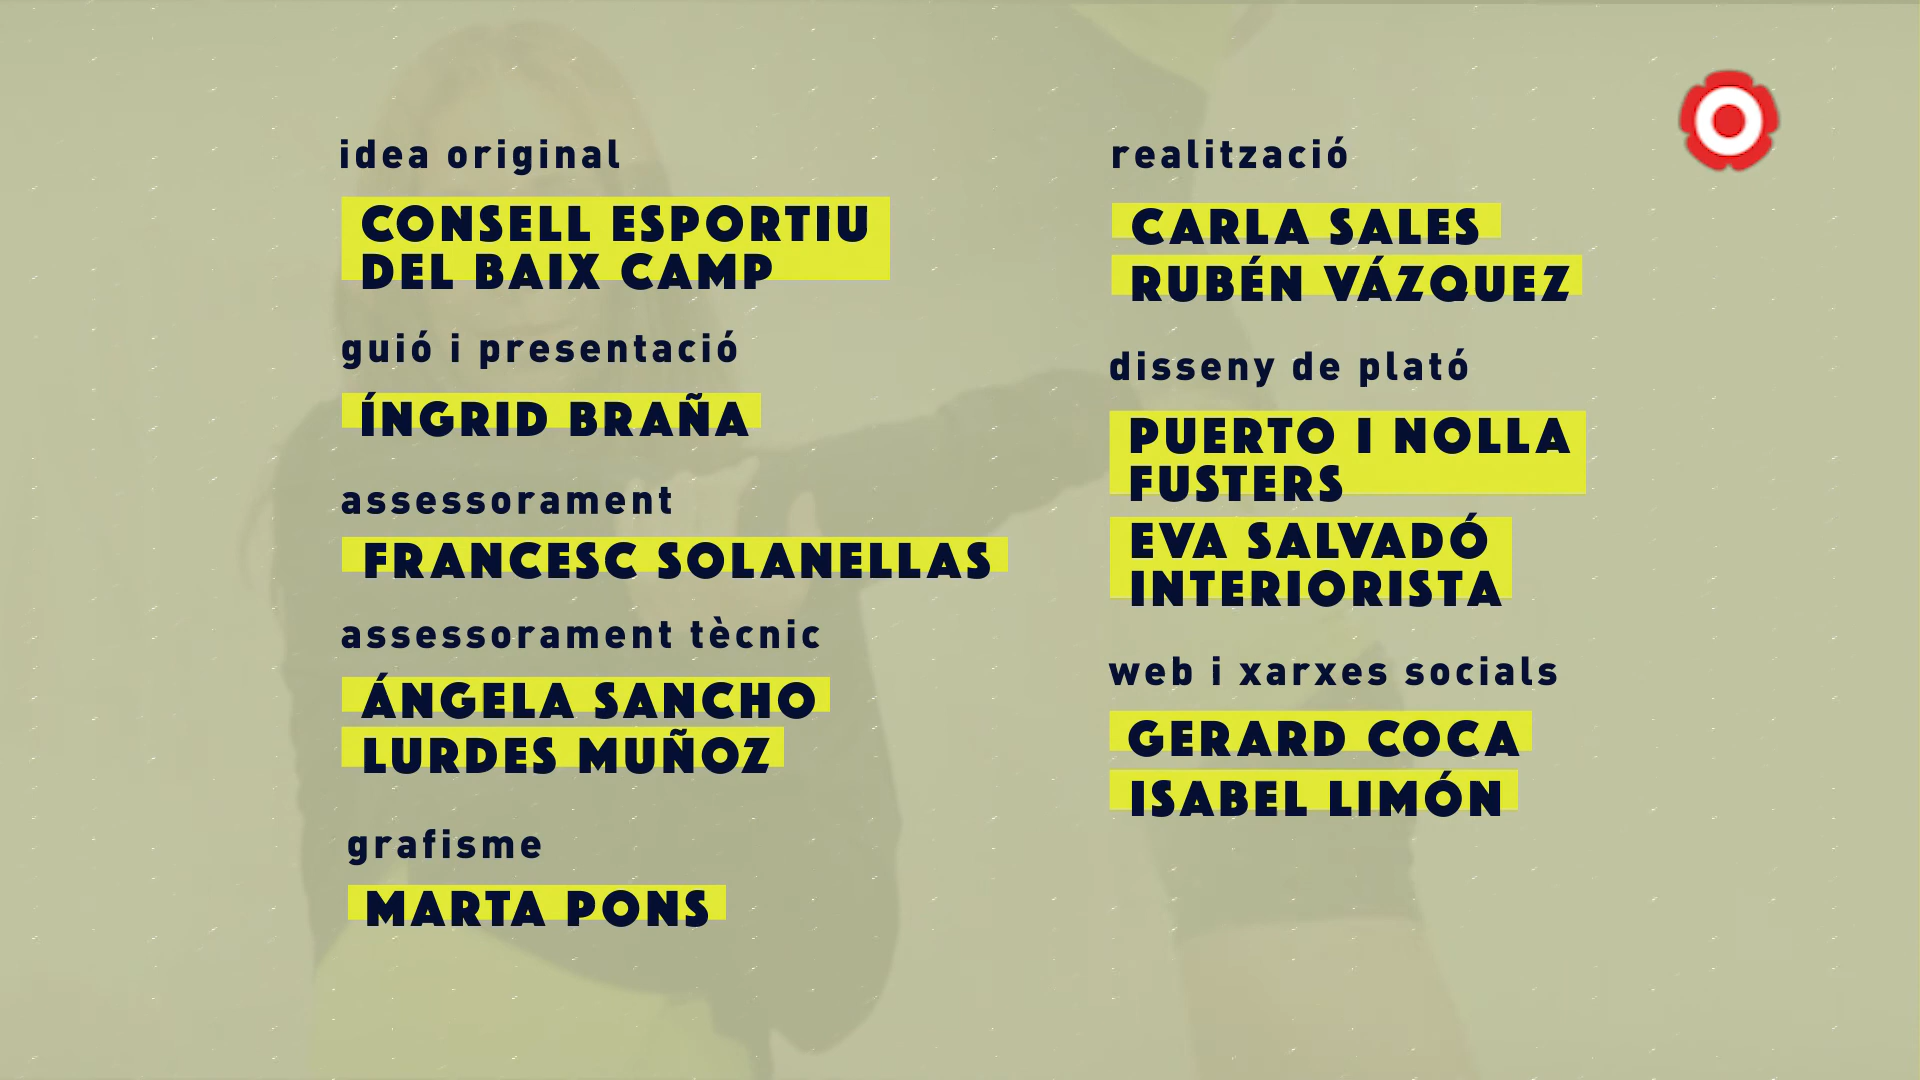 idea original
CONSELL ESPORTIU
DEL BAIX CAMP
guió i presentació
ÍNGRID BRAÑA
assessorament
FRANCESC SOLANELLAS
assessorament tècnic
ÁNGELA SANCHO
LURDES MUÑOZ
grafisme
MARTA PONS
realització
CARLA SALES
RUBÉN VÁZQUEZ
disseny de plató
PUERTO I NOLLA
FUSTERS
EVA SALVADÓ
INTERIORISTA
web i xarxes socials
GERARD COCA
ISABEL LIMÓN